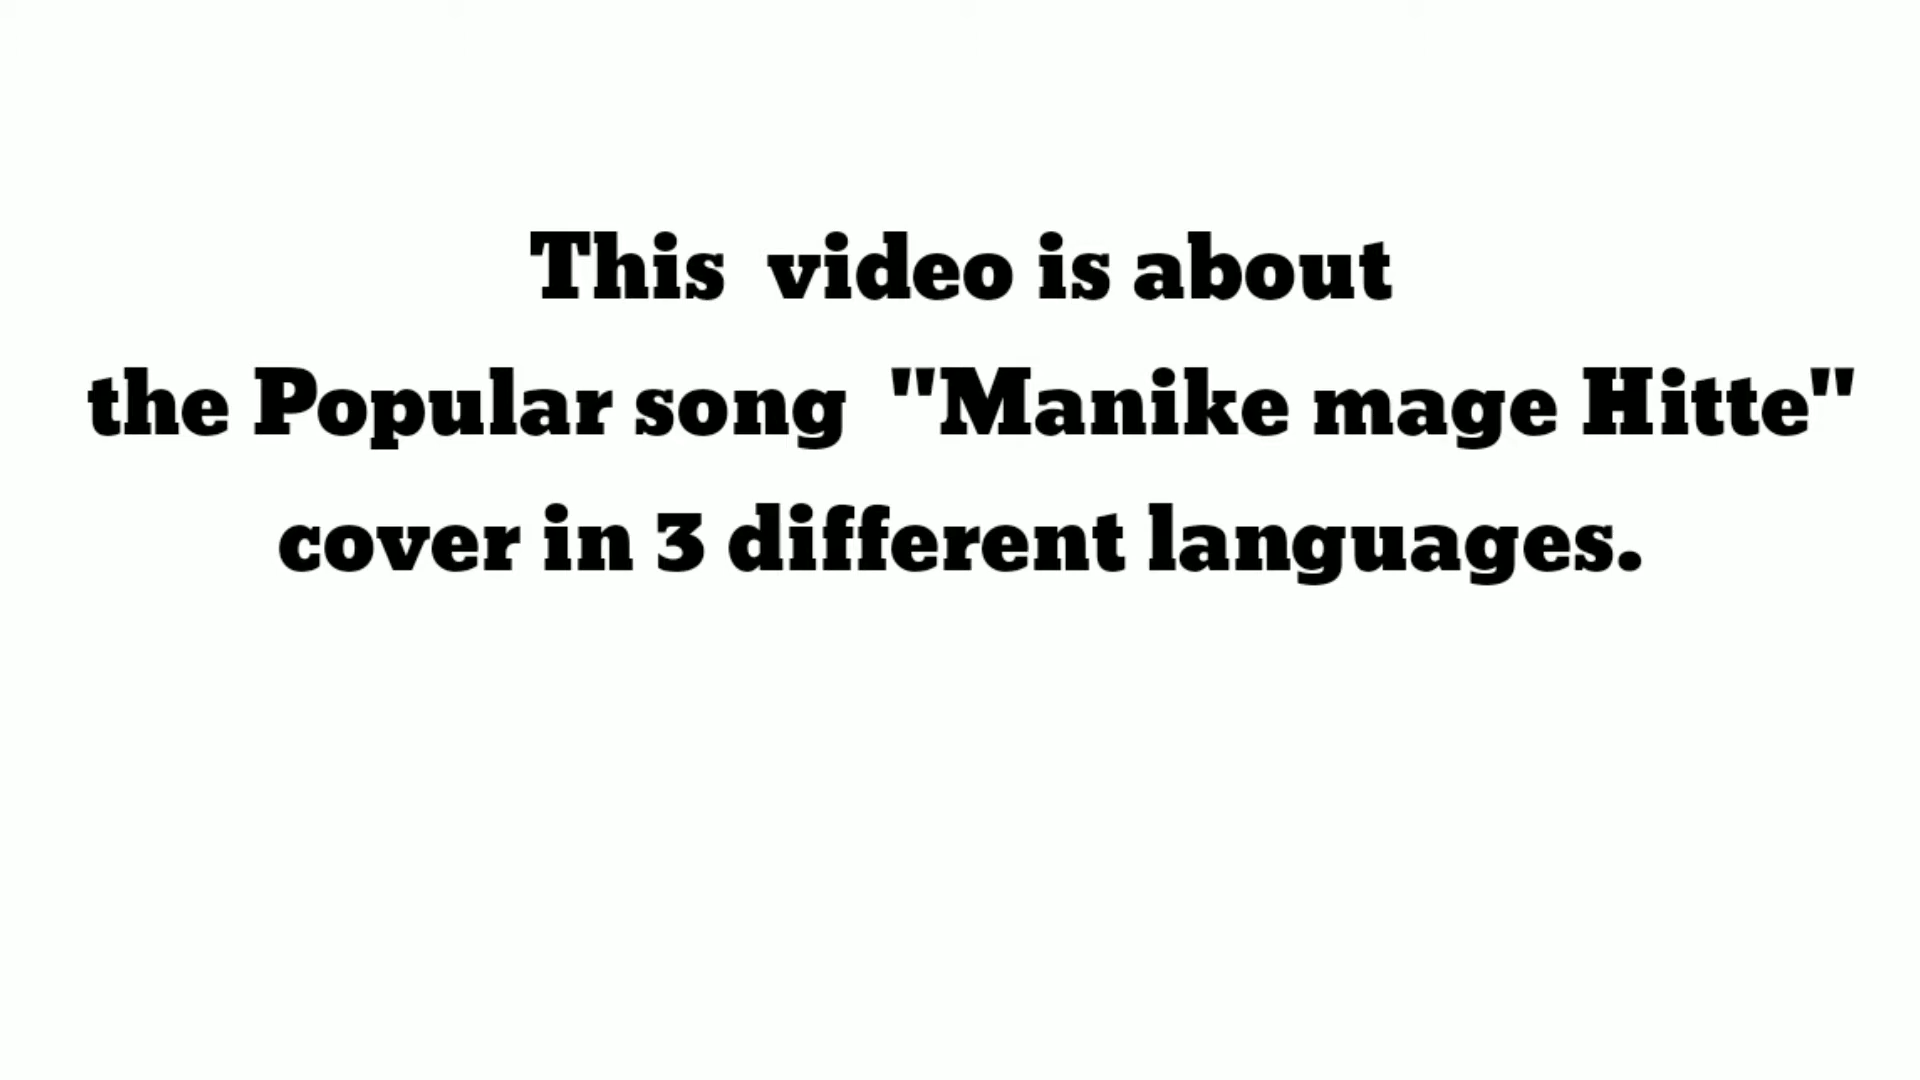 This  video is about
the Popular song  "Manike mage Hitte"
cover in 3 different languages.